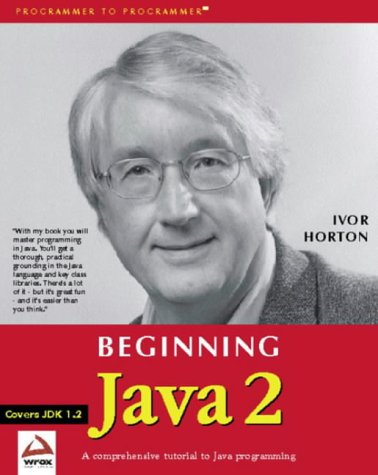 PROGRAMMER TO PROGRAMMER™
IVOR
HORTON
"With my book you will
master programming
in Java. You'll get a
thorough, practical
grounding in the Java
language and key class
libraries. There's a lot
of it - but it's great fun
- and it's easier than
you think."
BEGINNING
Java 2
Covers JDK 1.2
wrox
A comprehensive tutorial to Java programming